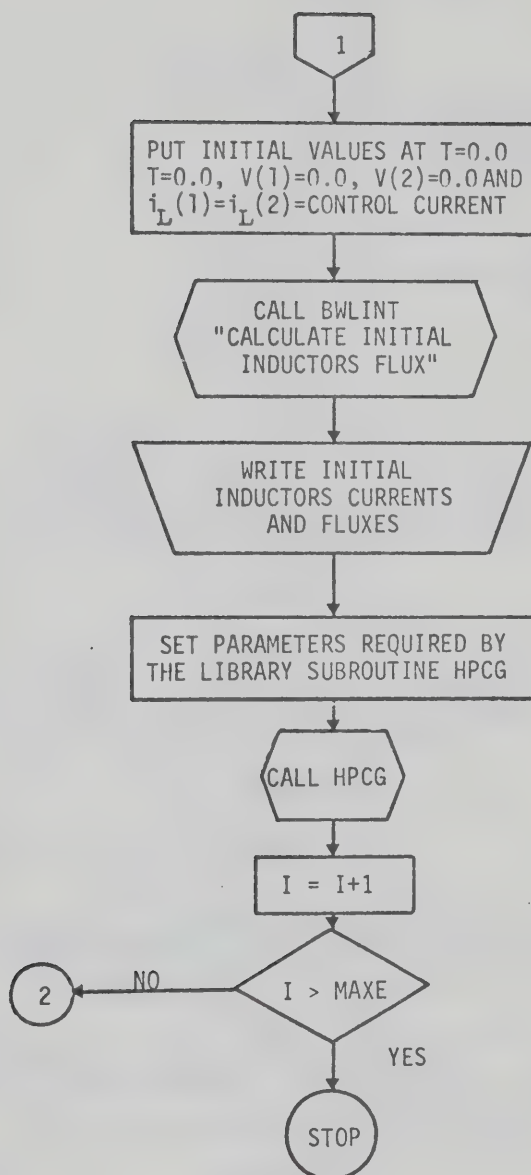 1
PUT INITIAL VALUES AT T=0.0
T=0.0, V(1)=0.0, V(2)=0.0 AND
i_L(1)=i_L(2)=CONTROL CURRENT
CALL BWLINT
"CALCULATE INITIAL
INDUCTORS FLUX"
WRITE INITIAL
INDUCTORS CURRENTS
AND FLUXES
SET PARAMETERS REQUIRED BY
THE LIBRARY SUBROUTINE HPCG
CALL HPCG
I = I+1
I > MAXE
NO
2
YES
STOP